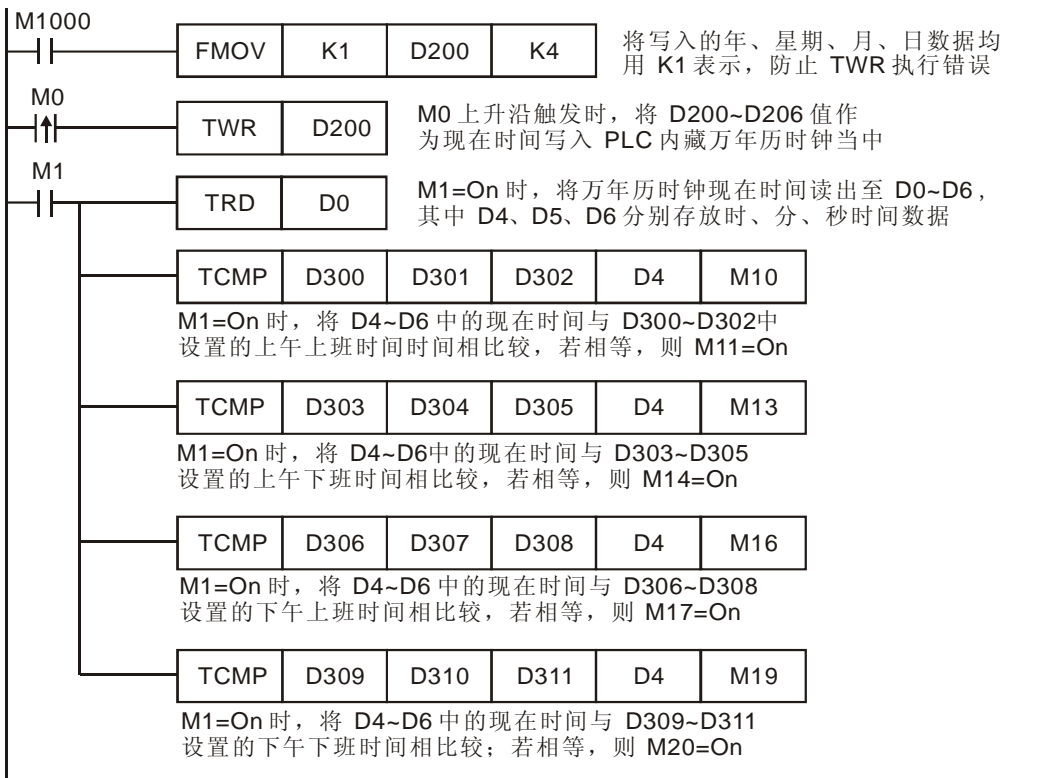 M1000
FMOV K1 D200 K4
将写入的年、星期、月、日数据均
用 K1 表示，防止 TWR 执行错误
M0
TWR D200
M0 上升沿触发时，将 D200~D206 值作
为现在时间写入 PLC 内藏万年历时钟当中
M1
TRD D0
M1=On 时，将万年历时钟现在时间读出至 D0~D6，
其中 D4、D5、D6 分别存放时、分、秒时间数据
TCMP D300 D301 D302 D4 M10
M1=On 时，将 D4~D6 中的现在时间与 D300~D302中
设置的上午上班时间时间相比较，若相等，则 M11=On
TCMP D303 D304 D305 D4 M13
M1=On 时，将 D4~D6中的现在时间与 D303~D305
设置的上午下班时间相比较，若相等，则 M14=On
TCMP D306 D307 D308 D4 M16
M1=On 时，将 D4~D6 中的现在时间与 D306~D308
设置的下午上班时间相比较，若相等，则 M17=On
TCMP D309 D310 D311 D4 M19
M1=On 时，将 D4~D6 中的现在时间与 D309~D311
设置的下午下班时间相比较；若相等，则 M20=On